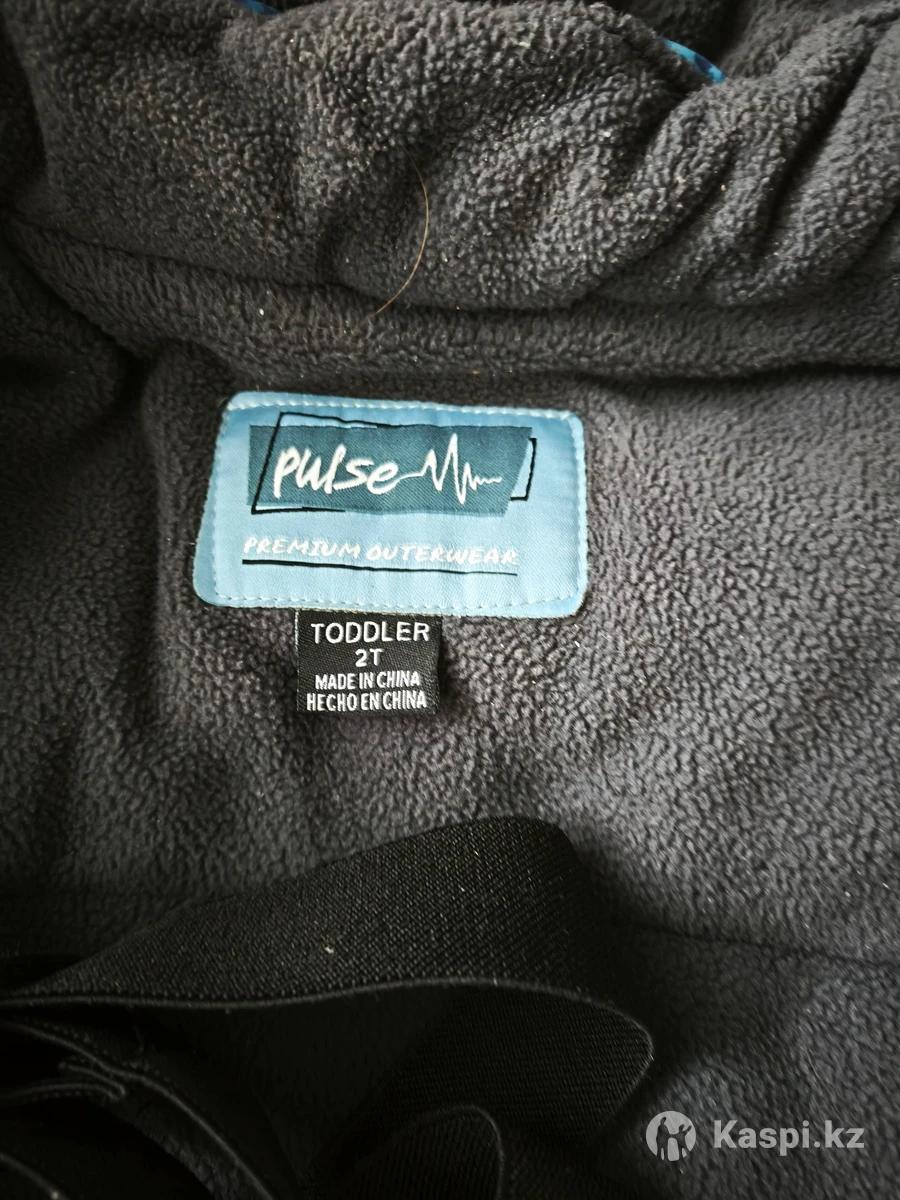 pulse
PREMIUM OUTERWEAR
TODDLER
2T
MADE IN CHINA
HECHO EN CHINA
Kaspi.kz